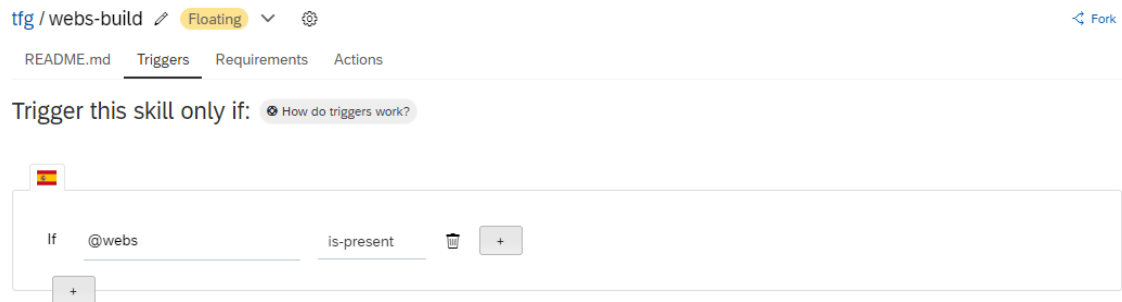 tfg / webs-build Floating Fork
README.md Triggers Requirements Actions
Trigger this skill only if: How do triggers work?
If @webs is-present +
+